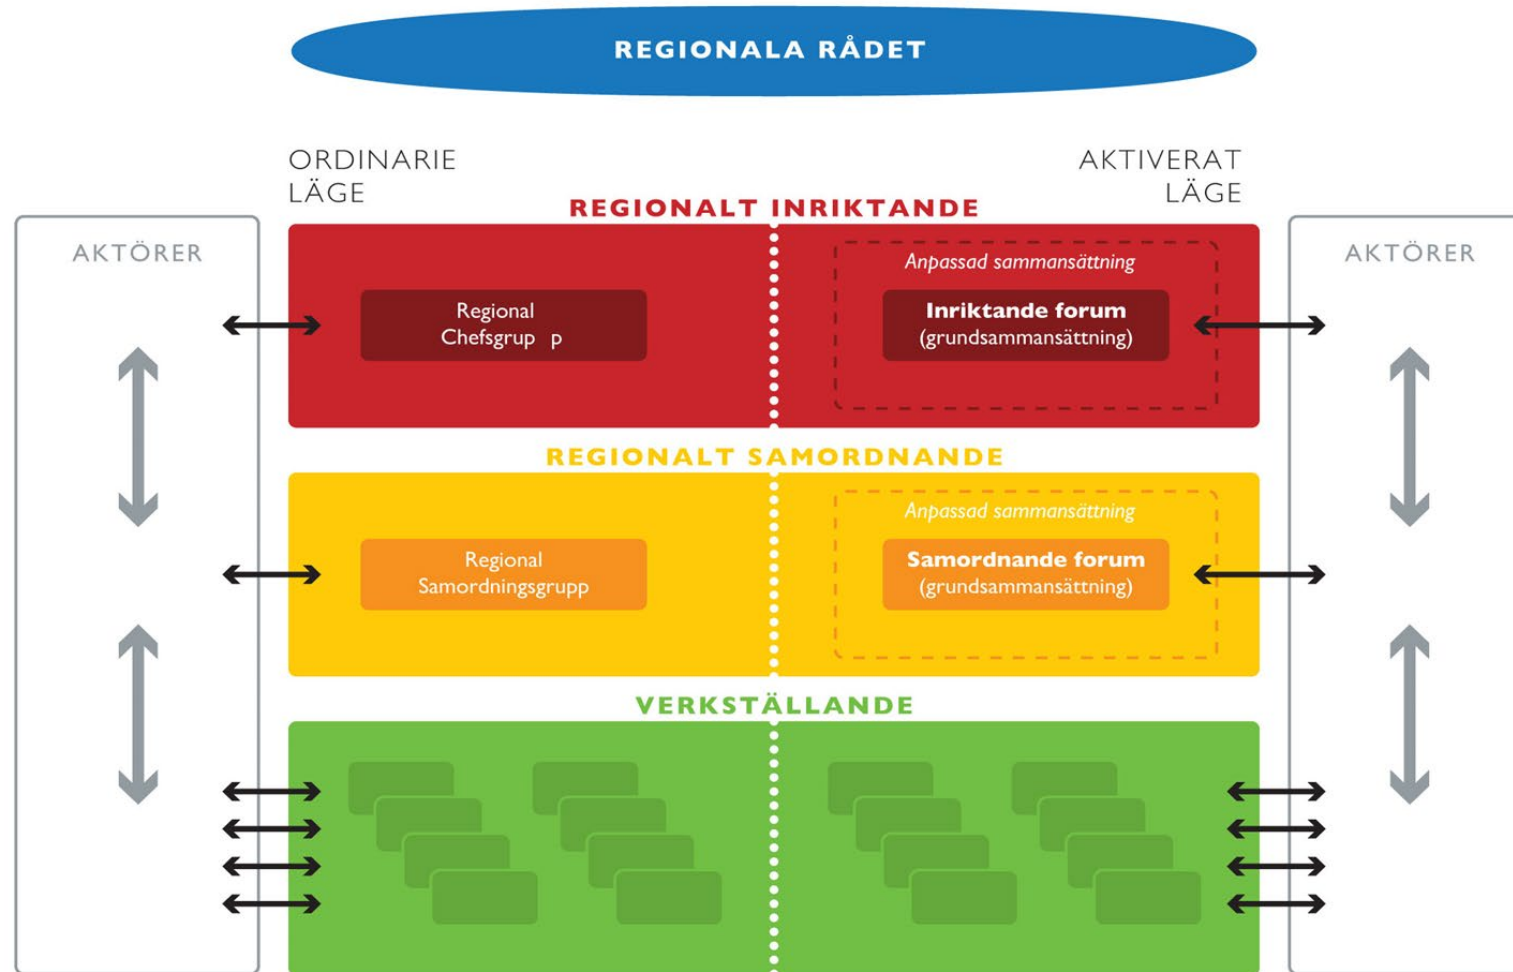 REGIONALA RÅDET
ORDINARIE
LÄGE
AKTIVERAT
LÄGE
REGIONALT INRIKTANDE
AKTÖRER
Regional
Chefsgrup p
Anpassad sammansättning
Inriktande forum
(grundsammansättning)
AKTÖRER
REGIONALT SAMORDNANDE
Regional
Samordningsgrupp
Anpassad sammansättning
Samordnande forum
(grundsammansättning)
VERKSTÄLLANDE